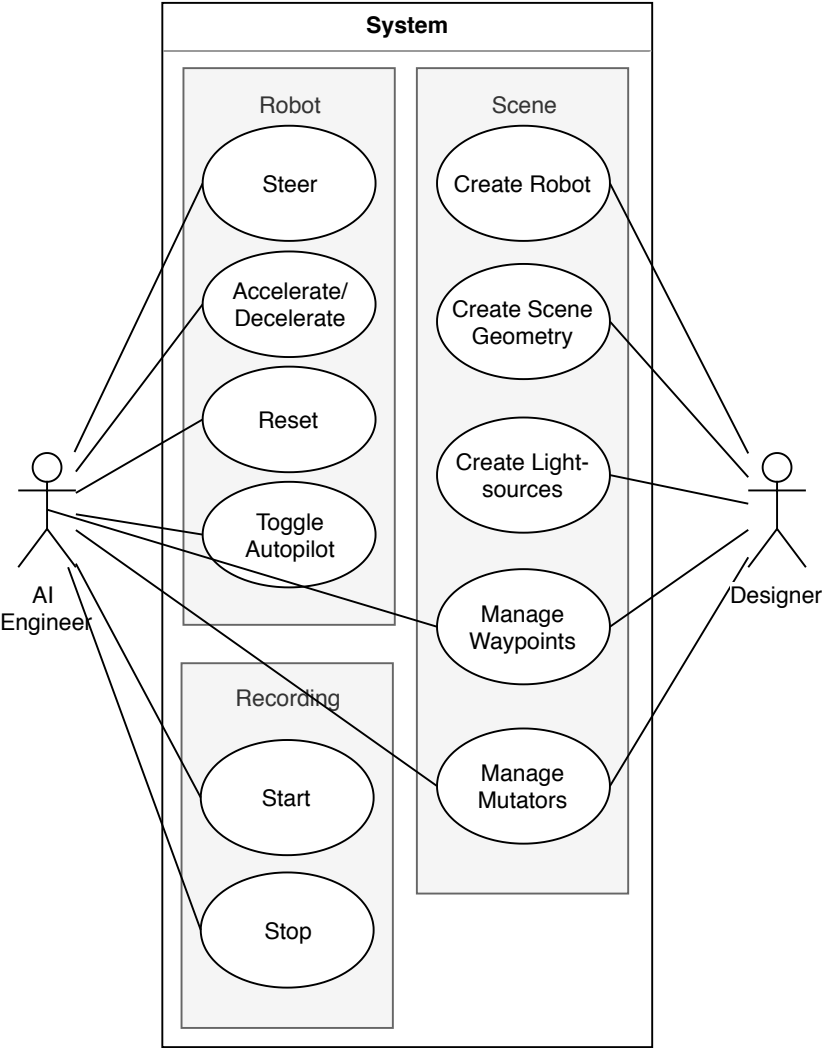 System
Robot
Steer
Accelerate/
Decelerate
Reset
Toggle
Autopilot
Scene
Create Robot
Create Scene
Geometry
Create Light-
sources
Manage
Waypoints
Manage
Mutators
Recording
Start
Stop
AI
Engineer
Designer